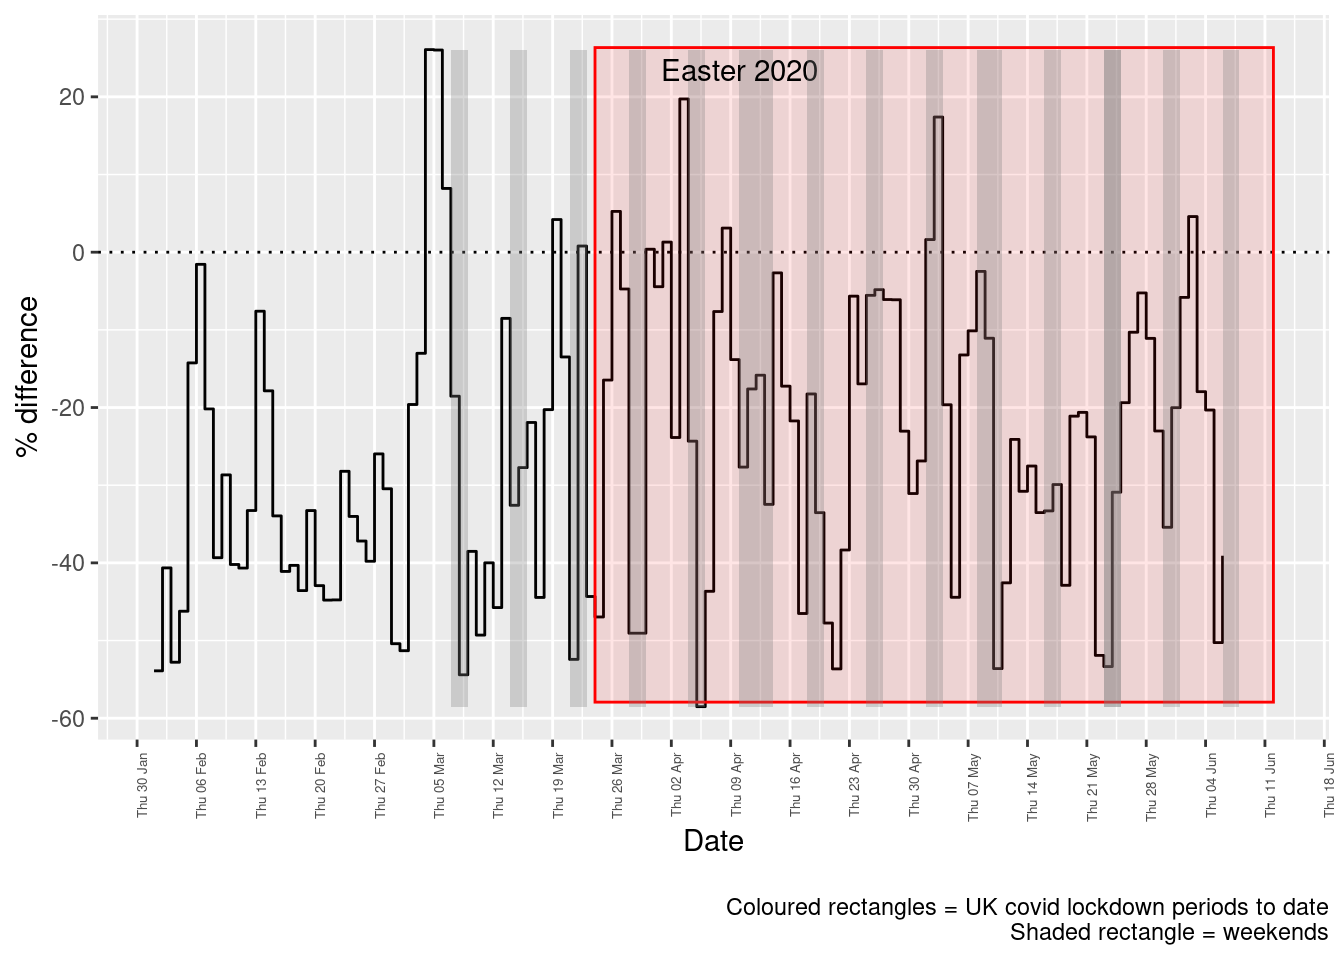 Easter 2020
20
0
-20
-40
-60
% difference
Thu 30 Jan
Thu 06 Feb
Thu 13 Feb
Thu 20 Feb
Thu 27 Feb
Thu 05 Mar
Thu 12 Mar
Thu 19 Mar
Thu 26 Mar
Thu 02 Apr
Thu 09 Apr
Thu 16 Apr
Thu 23 Apr
Thu 30 Apr
Thu 07 May
Thu 14 May
Thu 21 May
Thu 28 May
Thu 04 Jun
Thu 11 Jun
Thu 18 Jun
Date
Coloured rectangles = UK covid lockdown periods to date
Shaded rectangle = weekends